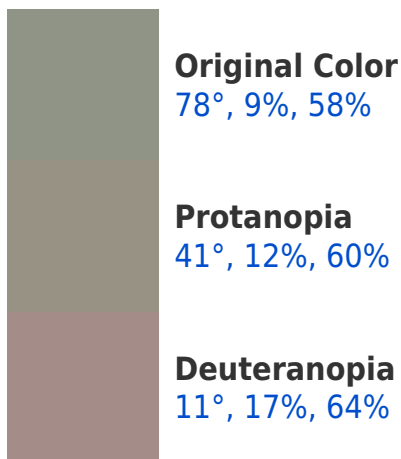 Original Color
78°, 9%, 58%
Protanopia
41°, 12%, 60%
Deuteranopia
11°, 17%, 64%